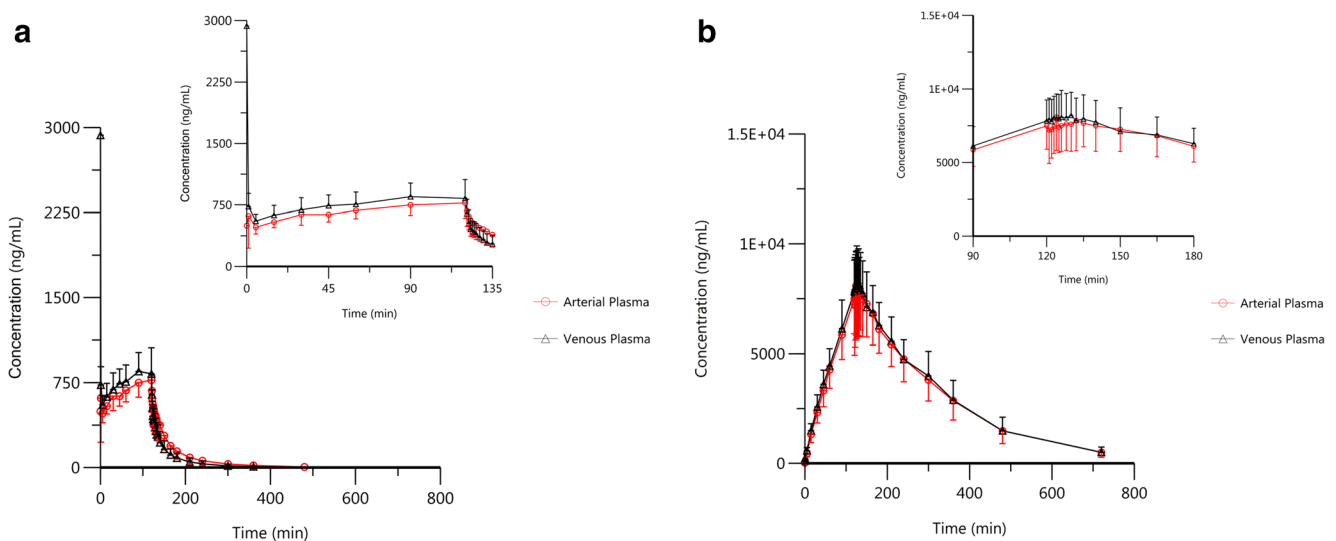 a
3000
2250
1500
750
0
Concentration (ng/mL)
0
200
400
600
800
Time (min)
3000
2250
1500
750
0
Concentration (ng/mL)
0
45
90
135
Time (min)
Arterial Plasma
Venous Plasma
b
1.5E+04
1E+04
5000
0
Concentration (ng/mL)
0
200
400
600
800
Time (min)
1.5E+04
1E+04
5000
0
Concentration (ng/mL)
90
120
150
180
Time (min)
Arterial Plasma
Venous Plasma